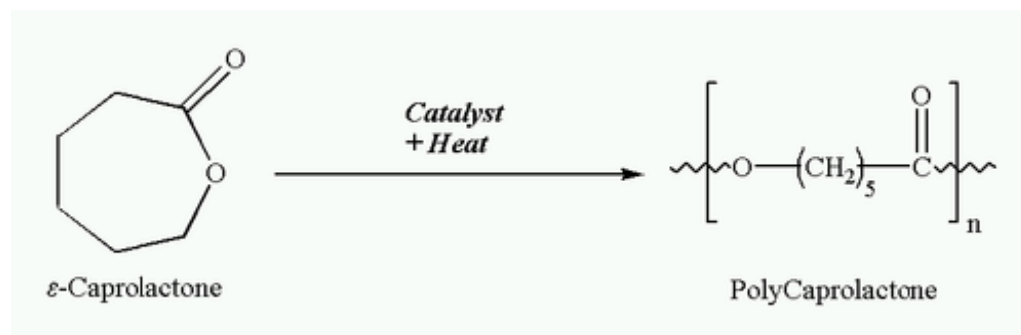 O
O
Catalyst
+ Heat
O
O
(CH₂)₅
C
n
ε-Caprolactone
PolyCaprolactone